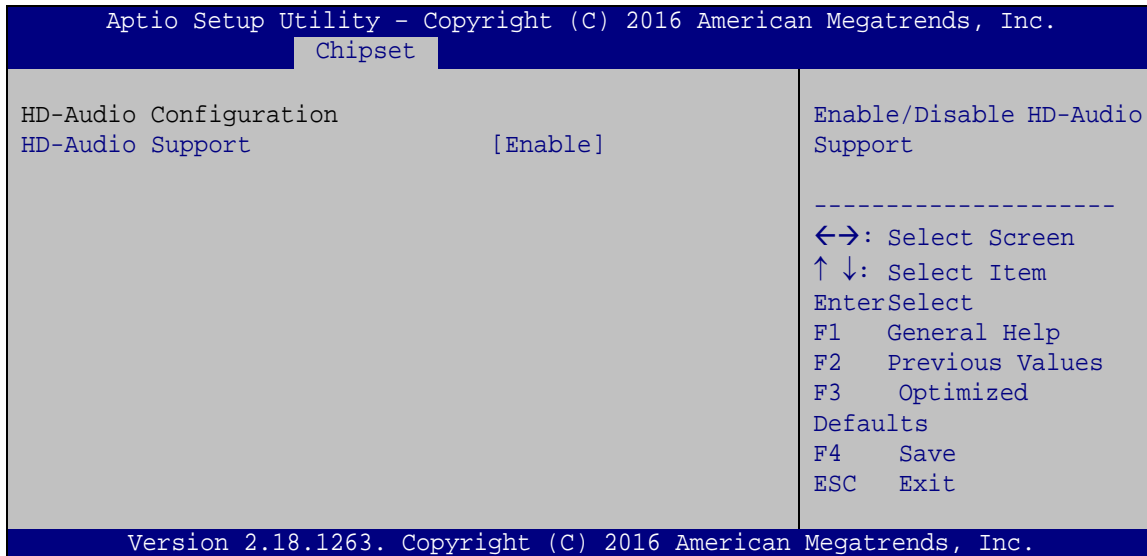 Aptio Setup Utility – Copyright (C) 2016 American Megatrends, Inc.
Chipset
HD-Audio Configuration
HD-Audio Support [Enable]
Enable/Disable HD-Audio
Support
---------------------
←→: Select Screen
↑ ↓: Select Item
EnterSelect
F1 General Help
F2 Previous Values
F3 Optimized
Defaults
F4 Save
ESC Exit
Version 2.18.1263. Copyright (C) 2016 American Megatrends, Inc.